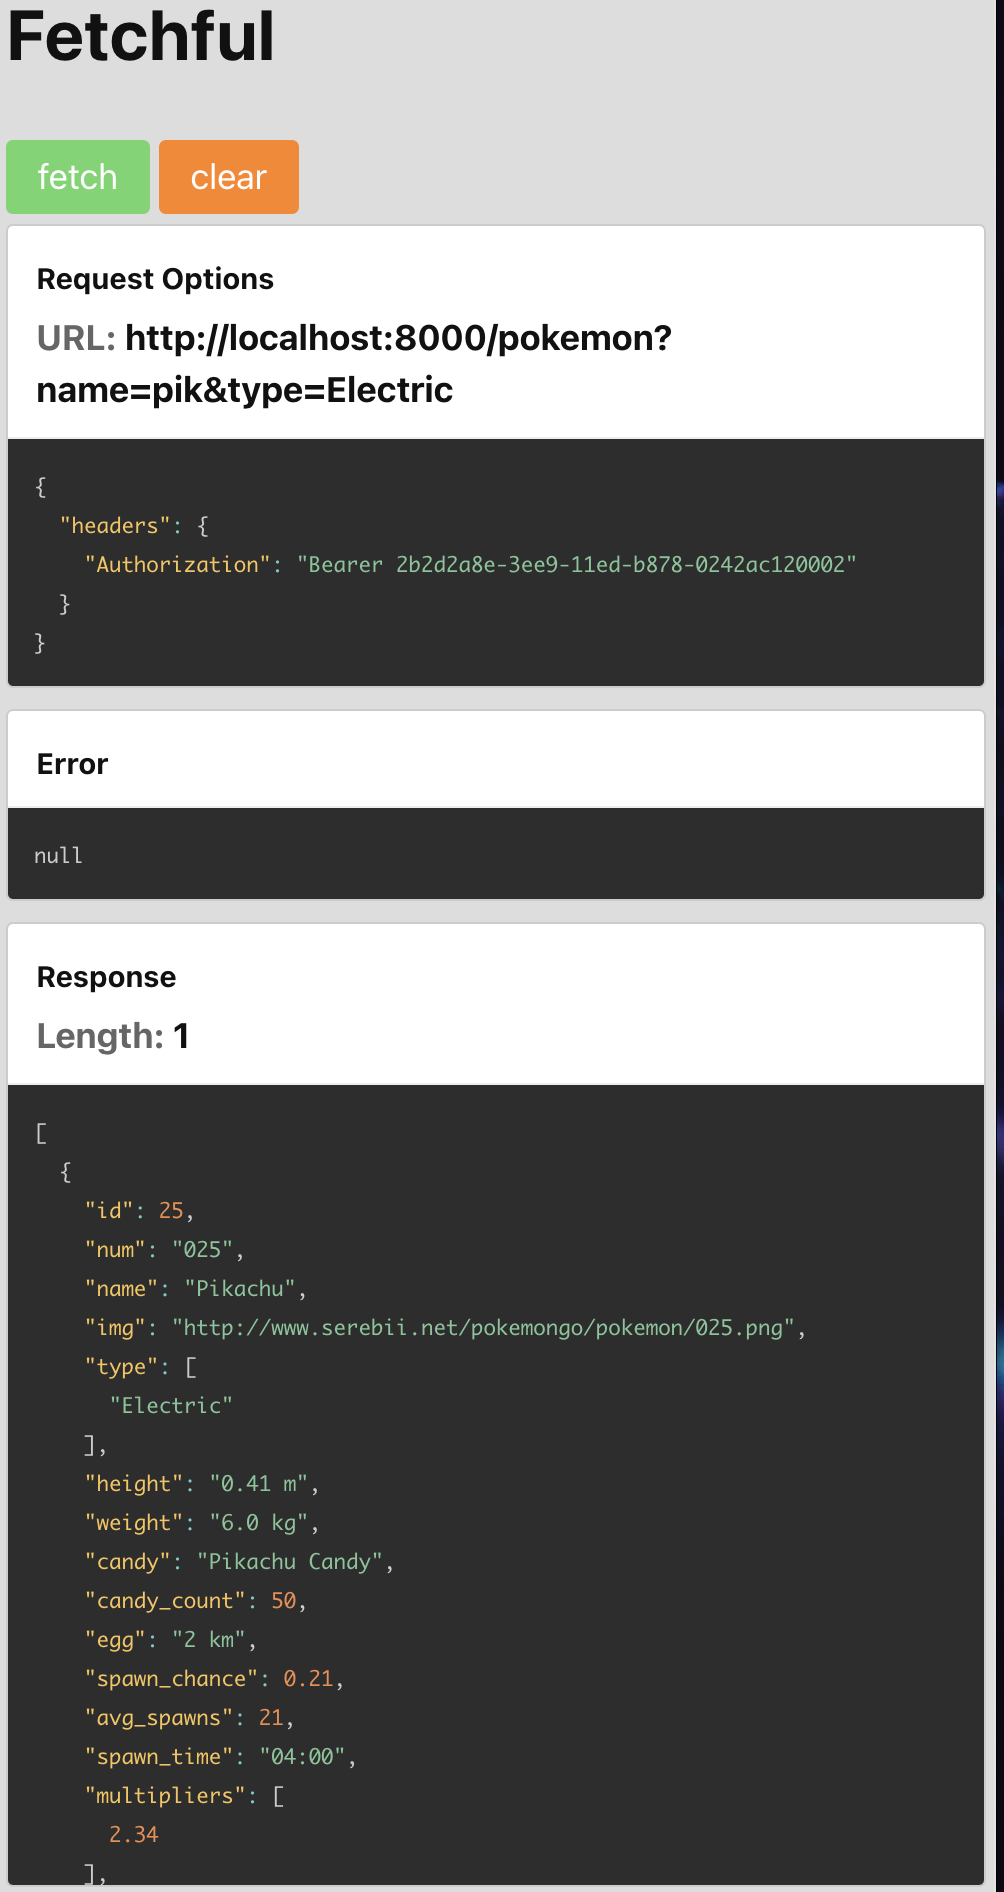 Fetchful
fetch clear
Request Options
URL: http://localhost:8000/pokemon?
name=pik&type=Electric
{
  "headers": {
    "Authorization": "Bearer 2b2d2a8e-3ee9-11ed-b878-0242ac120002"
  }
}
Error
null
Response
Length: 1
[
  {
    "id": 25,
    "num": "025",
    "name": "Pikachu",
    "img": "http://www.serebii.net/pokemongo/pokemon/025.png",
    "type": [
      "Electric"
    ],
    "height": "0.41 m",
    "weight": "6.0 kg",
    "candy": "Pikachu Candy",
    "candy_count": 50,
    "egg": "2 km",
    "spawn_chance": 0.21,
    "avg_spawns": 21,
    "spawn_time": "04:00",
    "multipliers": [
      2.34
    ],